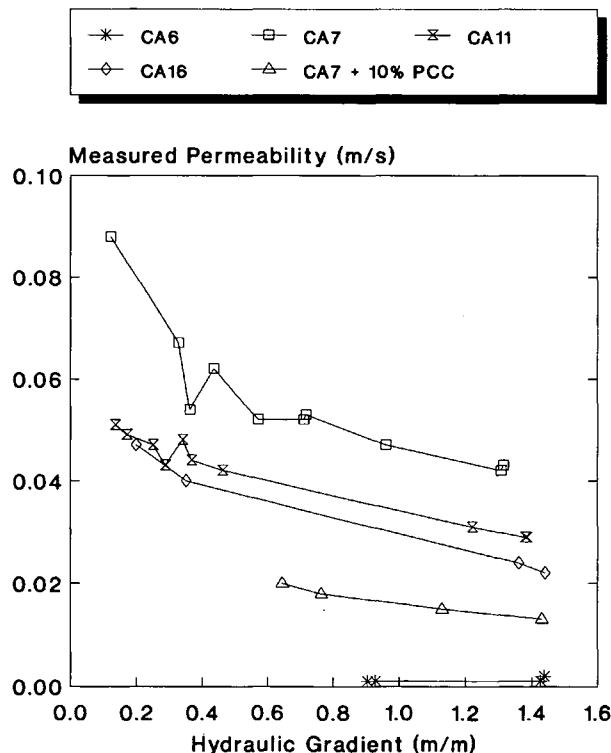 CA6 CA7 CA11
CA16 CA7 + 10% PCC
Measured Permeability (m/s)
0.10
0.08
0.06
0.04
0.02
0.00
0.0 0.2 0.4 0.6 0.8 1.0 1.2 1.4 1.6
Hydraulic Gradient (m/m)